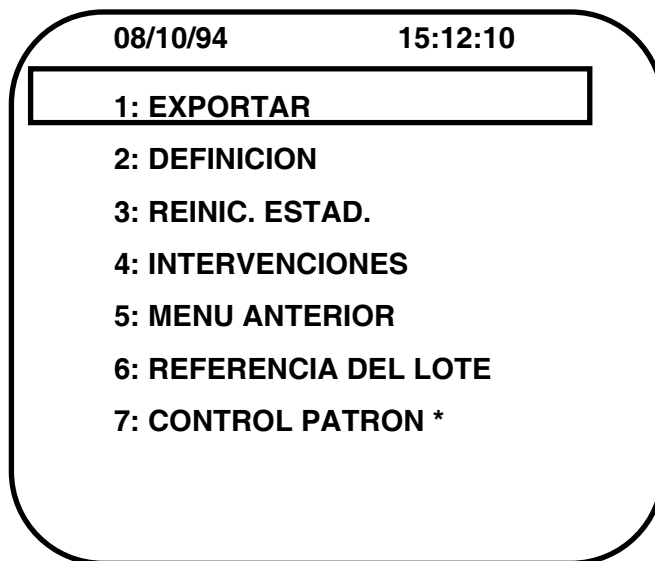 08/10/94 15:12:10
1: EXPORTAR
2: DEFINICION
3: REINIC. ESTAD.
4: INTERVENCIONES
5: MENU ANTERIOR
6: REFERENCIA DEL LOTE
7: CONTROL PATRON *